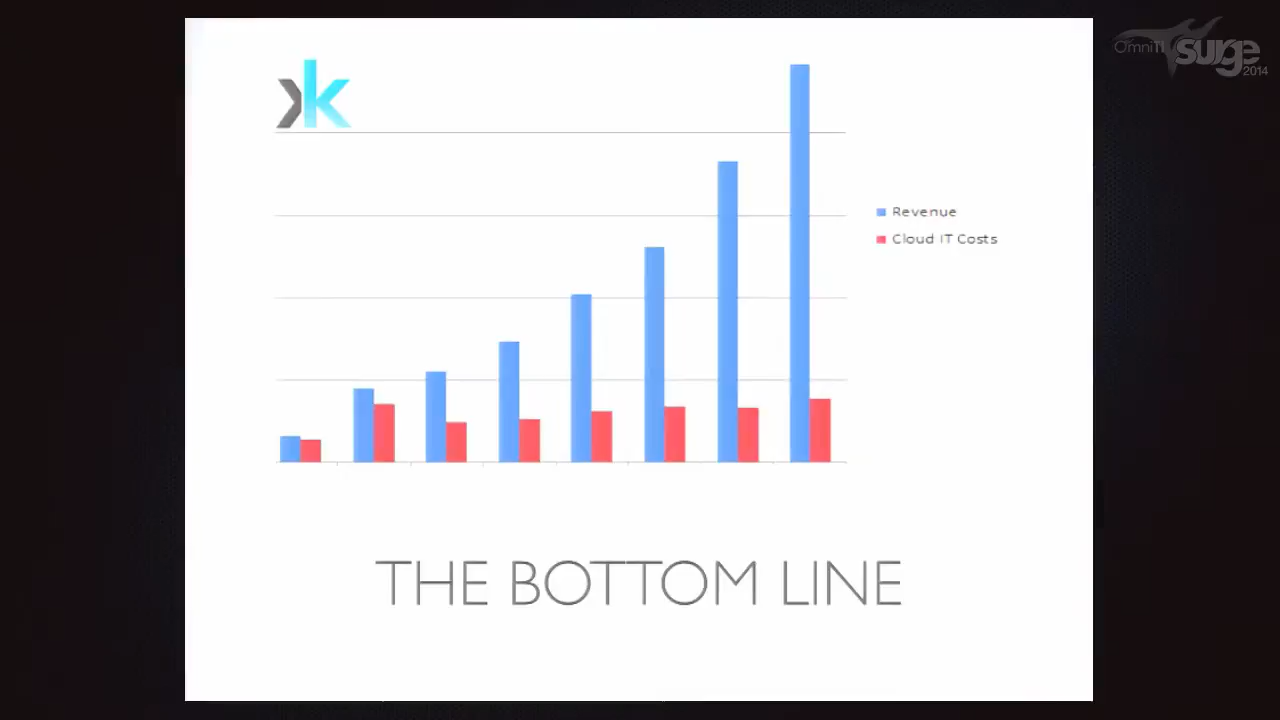 OmniTI surge
2014
k
Revenue
Cloud IT Costs
THE BOTTOM LINE